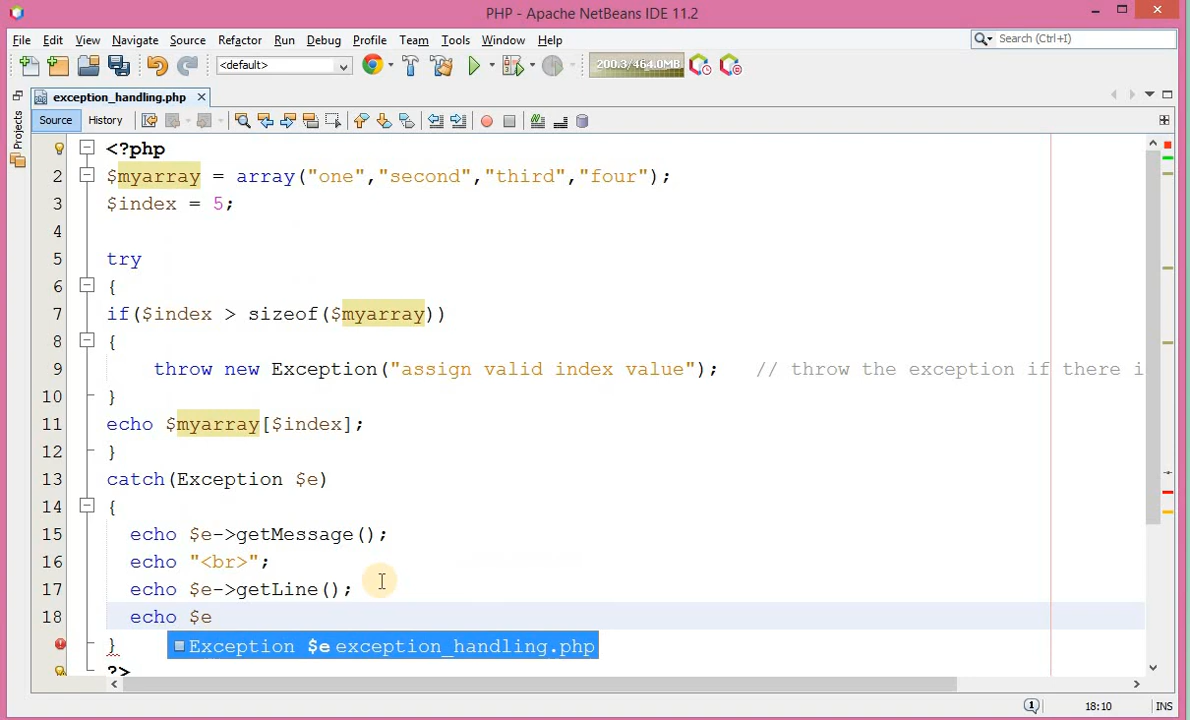 PHP - Apache NetBeans IDE 11.2
File Edit View Navigate Source Refactor Run Debug Profile Team Tools Window Help
Search (Ctrl+I)
<default>
200.3/464.0MB
exception_handling.php
Projects
Source History
<?php
2 $myarray = array("one","second","third","four");
3 $index = 5;
4
5 try
6 {
7 if($index > sizeof($myarray))
8 {
9 throw new Exception("assign valid index value"); // throw the exception if there i
10 }
11 echo $myarray[$index];
12 }
13 catch(Exception $e)
14 {
15 echo $e->getMessage();
16 echo "<br>";
17 echo $e->getLine();
18 echo $e
}
Exception $e exception_handling.php
?>
1 18:10 INS